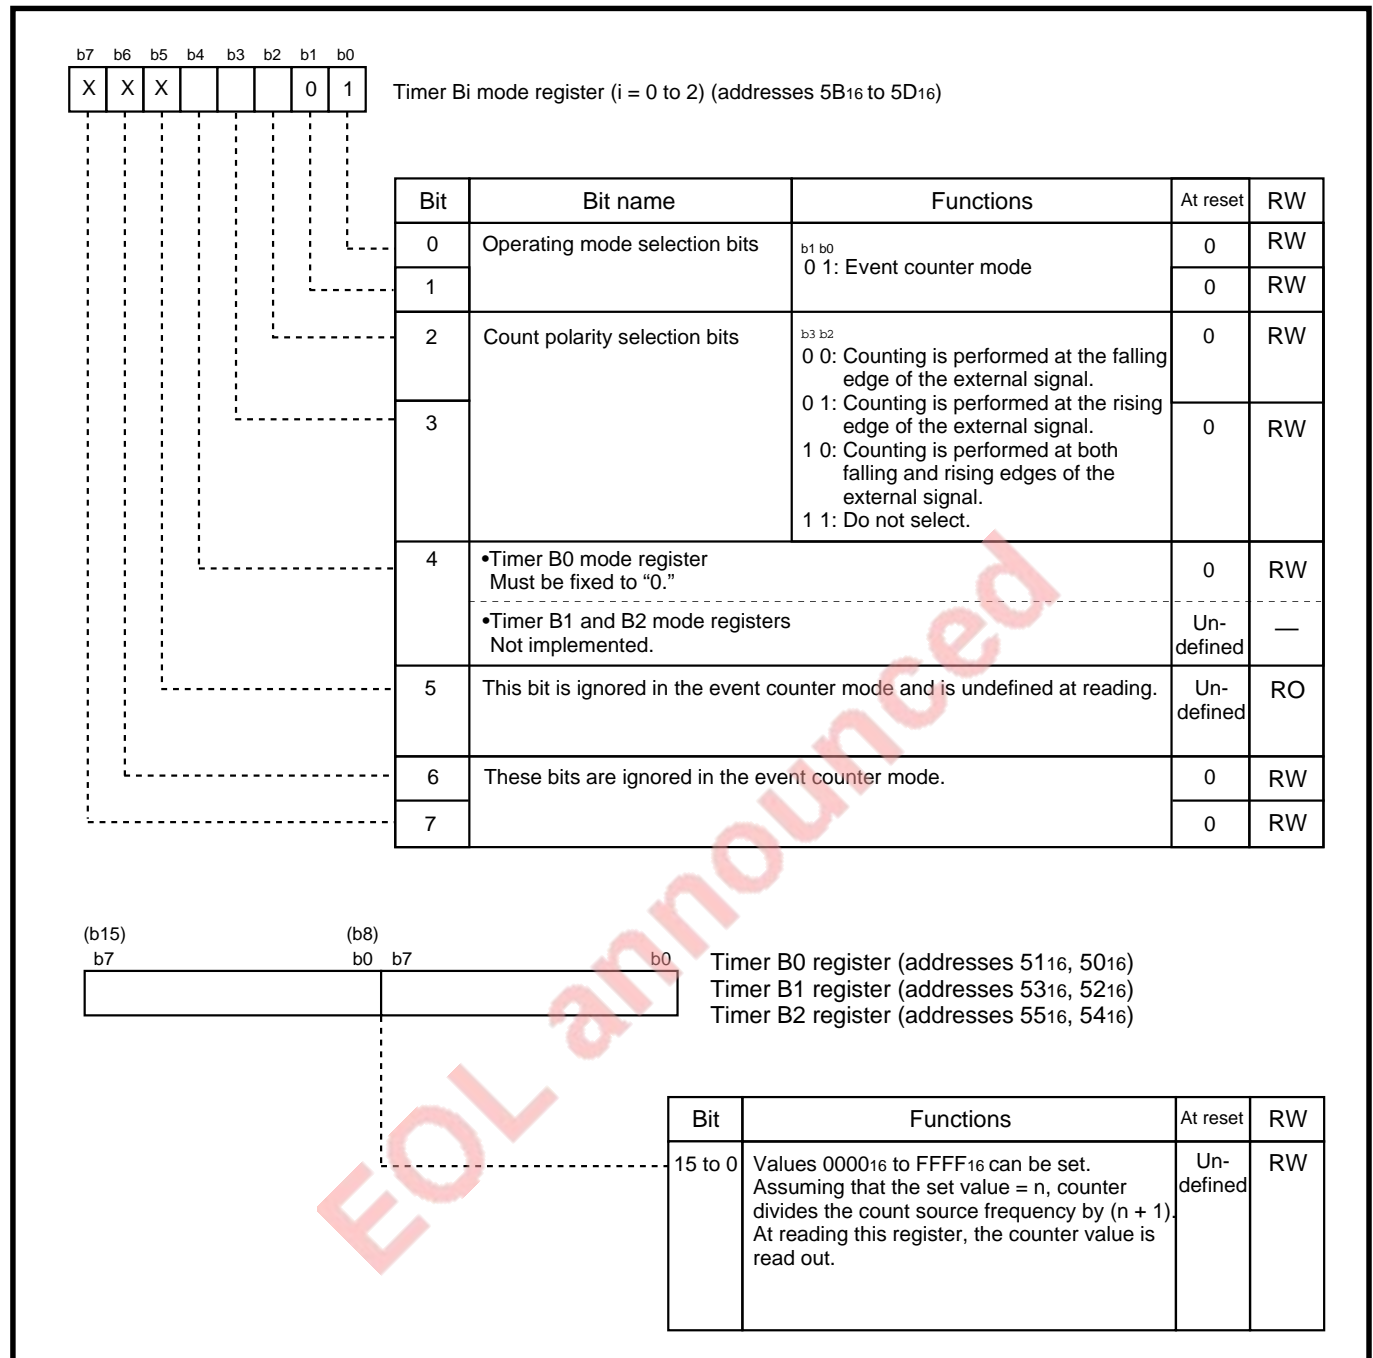 b7 b6 b5 b4 b3 b2 b1 b0
X X X 0 1
Timer Bi mode register (i = 0 to 2) (addresses 5B16 to 5D16)
Bit Bit name Functions At reset RW
0 Operating mode selection bits b1 b0 0 RW
0 1: Event counter mode
1 0 RW
2 Count polarity selection bits b3 b2 0 RW
0 0: Counting is performed at the falling
edge of the external signal.
0 1: Counting is performed at the rising
3 edge of the external signal. 0 RW
1 0: Counting is performed at both
falling and rising edges of the
external signal.
1 1: Do not select.
4 •Timer B0 mode register 0 RW
Must be fixed to “0.”
•Timer B1 and B2 mode registers Un- —
Not implemented. defined
5 This bit is ignored in the event counter mode and is undefined at reading. Un- RO
defined
6 These bits are ignored in the event counter mode. 0 RW
7 0 RW
(b15) (b8)
b7 b0 b7 b0
Timer B0 register (addresses 5116, 5016)
Timer B1 register (addresses 5316, 5216)
Timer B2 register (addresses 5516, 5416)
Bit Functions At reset RW
15 to 0 Values 000016 to FFFF16 can be set. Un- RW
Assuming that the set value = n, counter defined
divides the count source frequency by (n + 1).
At reading this register, the counter value is
read out.
EOL announced